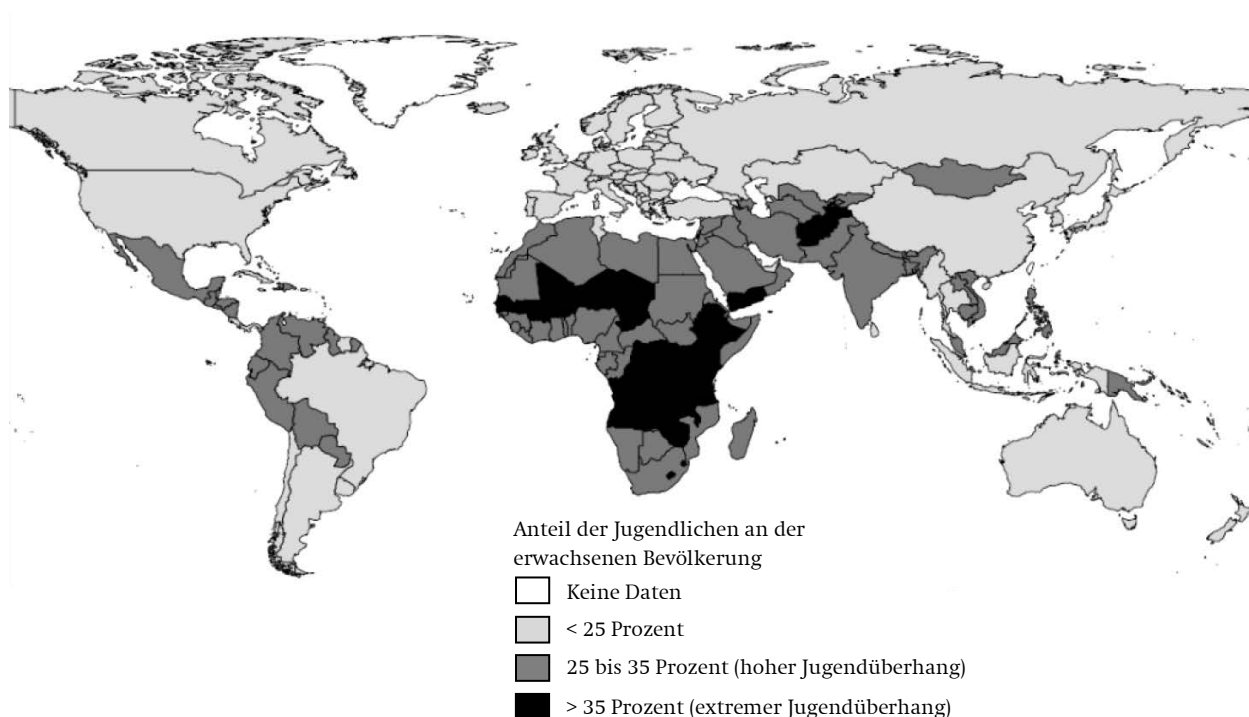 Anteil der Jugendlichen an der
erwachsenen Bevölkerung
Keine Daten
< 25 Prozent
25 bis 35 Prozent (hoher Jugendüberhang)
> 35 Prozent (extremer Jugendüberhang)